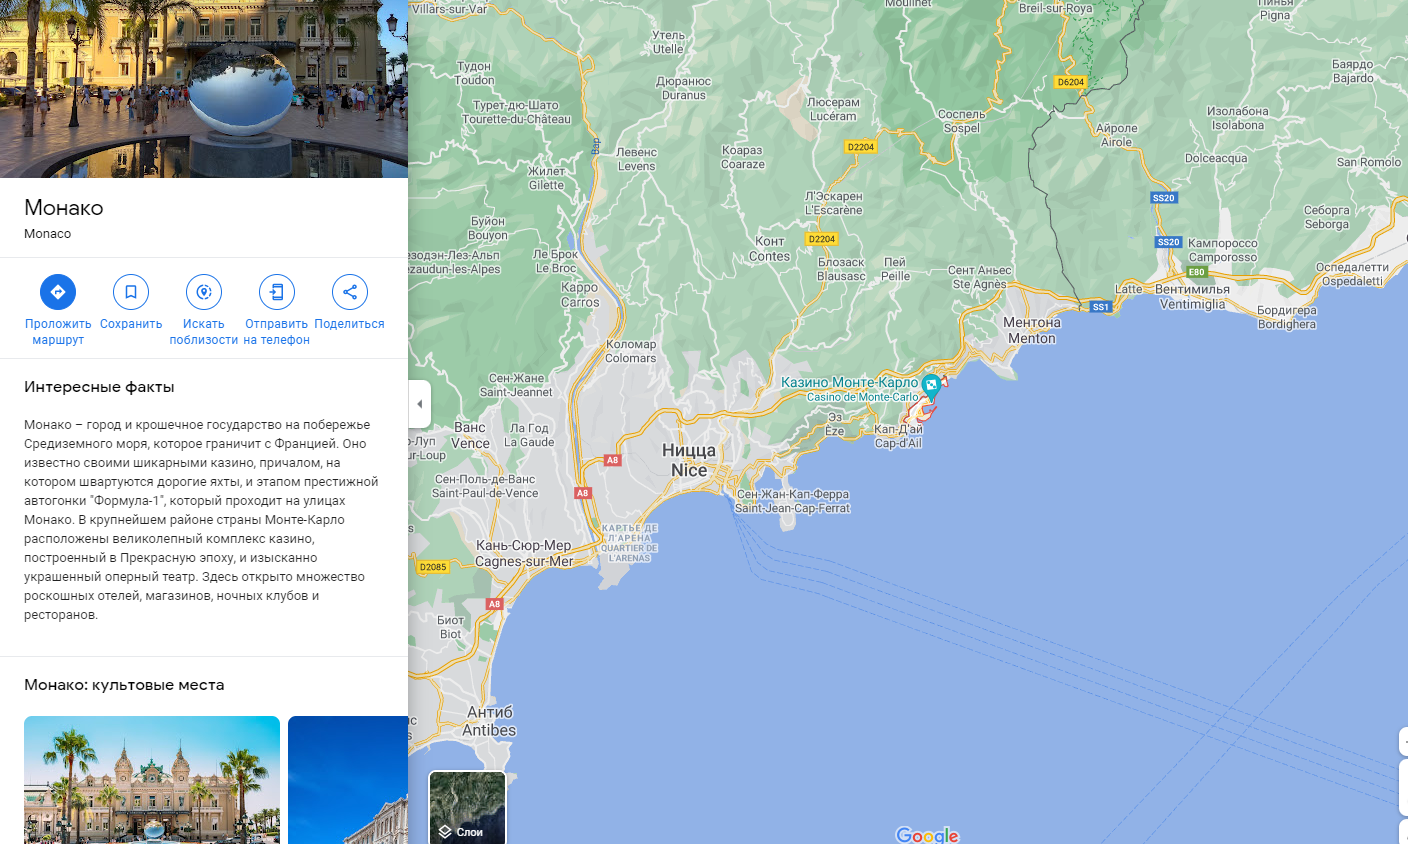 Монако
Monaco
Проложить
маршрут
Сохранить
Искать
поблизости
Отправить
на телефон
Поделиться
Интересные факты
Монако – город и крошечное государство на побережье
Средиземного моря, которое граничит с Францией. Оно
известно своими шикарными казино, причалом, на
котором швартуются дорогие яхты, и этапом престижной
автогонки "Формула-1", который проходит на улицах
Монако. В крупнейшем районе страны Монте-Карло
расположены великолепный комплекс казино,
построенный в Прекрасную эпоху, и изысканно
украшенный оперный театр. Здесь открыто множество
роскошных отелей, магазинов, ночных клубов и
ресторанов.
Монако: культовые места
Villars-sur-Var
Moulinet
Breil-sur-Roya
Пинья
Pigna
Утель
Utelle
Тудон
Toudon
Дюранюс
Duranus
D6204
Баярдо
Bajardo
Турет-дю-Шато
Tourette-du-Château
Люсерам
Lucéram
Соспель
Sospel
Изолабона
Isolabona
Айроле
Airole
Вар
Левенс
Levens
Коараз
Coaraze
D2204
Dolceacqua
San Romolo
Жилет
Gilette
Л'Эскарен
L'Escarène
SS20
Буйон
Bouyon
D2204
Себорга
Seborga
Конт
Contes
SS20
Кампороссо
Camporosso
езодэн-Лез-Альп
ezaudun-les-Alpes
Ле Брок
Le Broc
Блозаск
Blausasc
Пей
Peille
Сент Аньес
Ste Agnès
E80
Оспедалетти
Ospedaletti
Карро
Carros
Latte
Вентимилья
Ventimiglia
SS1
Бордигера
Bordighera
Ментона
Menton
Коломар
Colomars
Сен-Жане
Saint-Jeannet
Казино Монте-Карло
Casino de Monte-Carlo
Эз
Èze
Кап-Д'ай
Cap-d'Ail
Ванс
Vence
Ла Год
La Gaude
-Луп
ur-Loup
Ницца
Nice
A8
Сен-Поль-де-Ванс
Saint-Paul-de-Vence
A8
Сен-Жан-Кап-Ферра
Saint-Jean-Cap-Ferrat
КАРТЬЕ ДЕ
Л'АРЕНА
QUARTIER DE
L'ARENAS
Кань-Сюр-Мер
Cagnes-sur-Mer
D2085
A8
Биот
Biot
Антиб
Antibes
Слои
Google